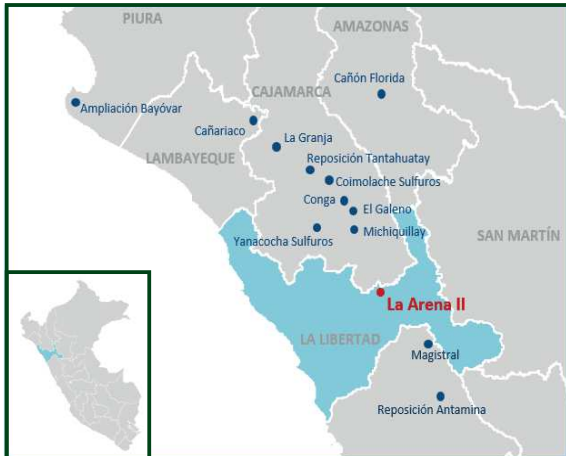 PIURA
AMAZONAS
Cañón Florida
CAJAMARCA
Ampliación Bayóvar
Cañariaco
La Granja
LAMBAYEQUE
Reposición Tantahuatay
Coimolache Sulfuros
Conga
El Galeno
Yanacocha Sulfuros
Michiquillay
SAN MARTÍN
La Arena II
LA LIBERTAD
Magistral
Reposición Antamina